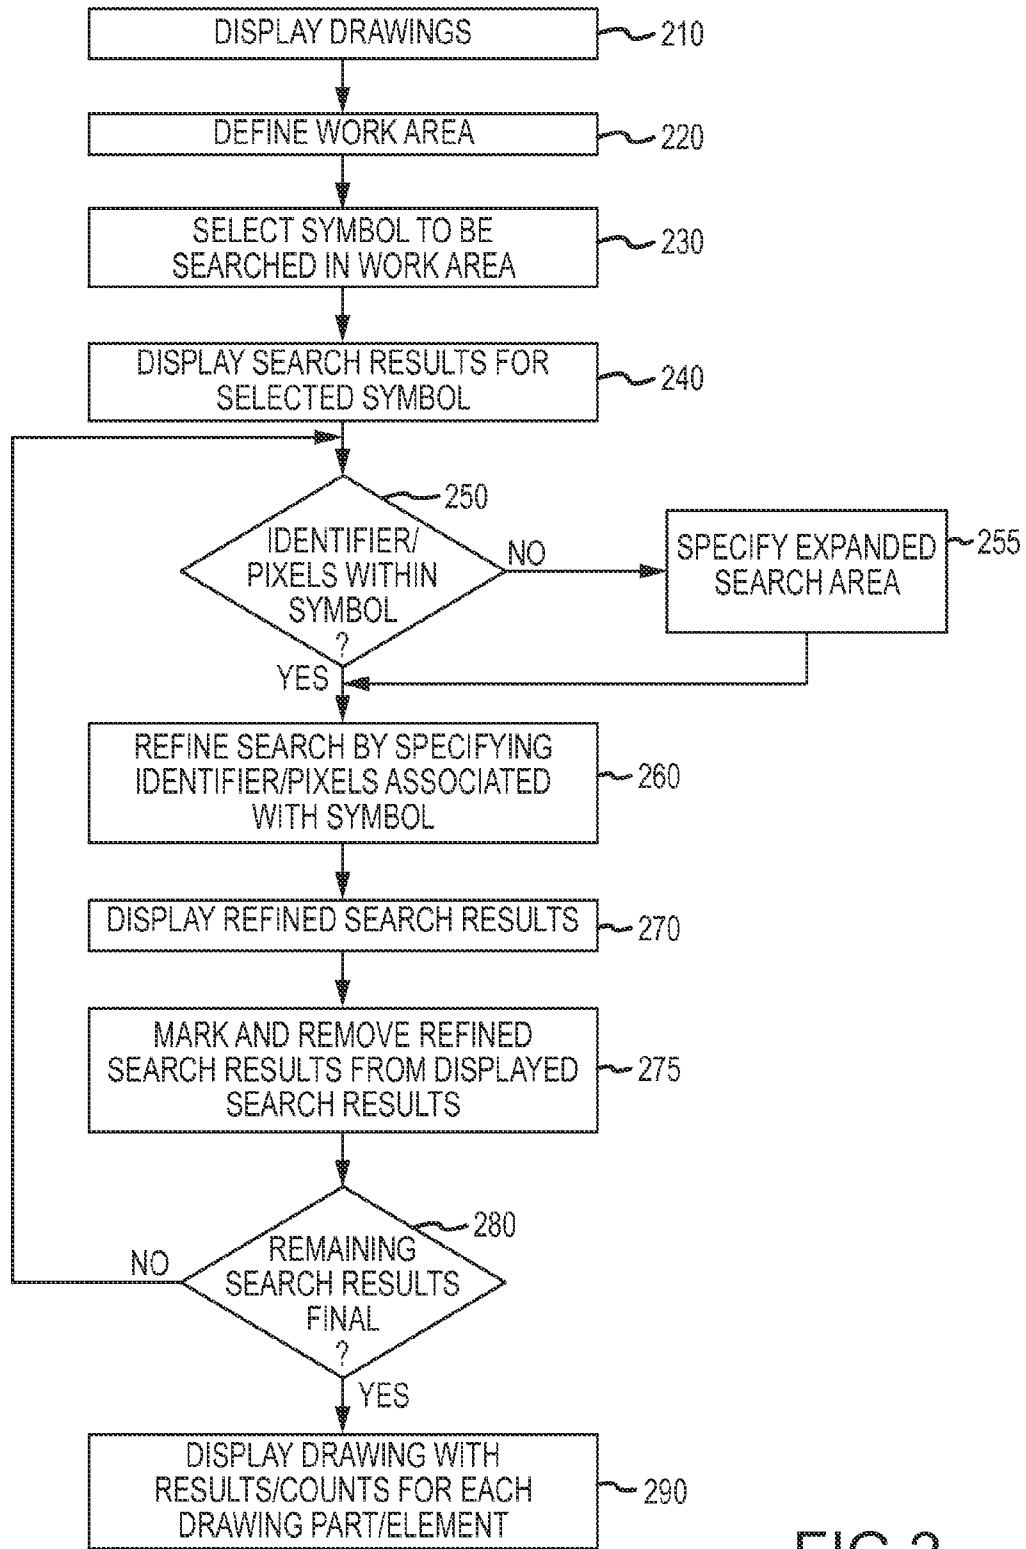 DISPLAY DRAWINGS
210
DEFINE WORK AREA
220
SELECT SYMBOL TO BE
SEARCHED IN WORK AREA
230
DISPLAY SEARCH RESULTS FOR
SELECTED SYMBOL
240
250
IDENTIFIER/
PIXELS WITHIN
SYMBOL
?
NO
SPECIFY EXPANDED
SEARCH AREA
255
YES
REFINE SEARCH BY SPECIFYING
IDENTIFIER/PIXELS ASSOCIATED
WITH SYMBOL
260
DISPLAY REFINED SEARCH RESULTS
270
MARK AND REMOVE REFINED
SEARCH RESULTS FROM DISPLAYED
SEARCH RESULTS
275
280
REMAINING
SEARCH RESULTS
FINAL
?
NO
YES
DISPLAY DRAWING WITH
RESULTS/COUNTS FOR EACH
DRAWING PART/ELEMENT
290